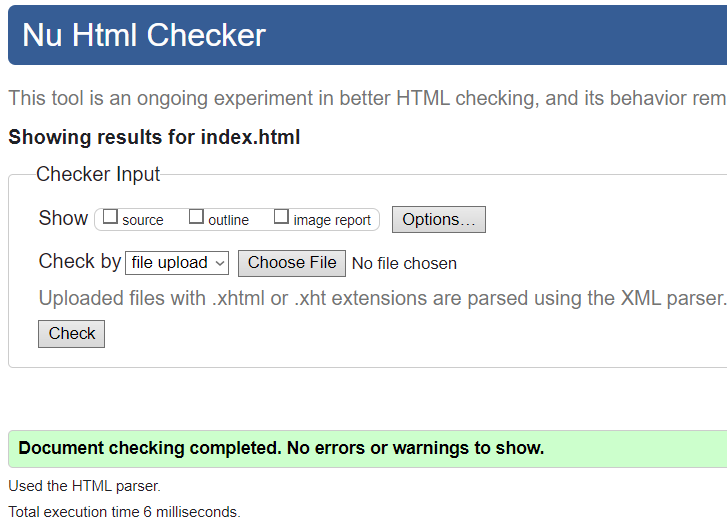 Nu Html Checker
This tool is an ongoing experiment in better HTML checking, and its behavior rem
Showing results for index.html
Checker Input
Show source outline image report Options...
Check by file upload Choose File No file chosen
Uploaded files with .xhtml or .xht extensions are parsed using the XML parser.
Check
Document checking completed. No errors or warnings to show.
Used the HTML parser.
Total execution time 6 milliseconds.